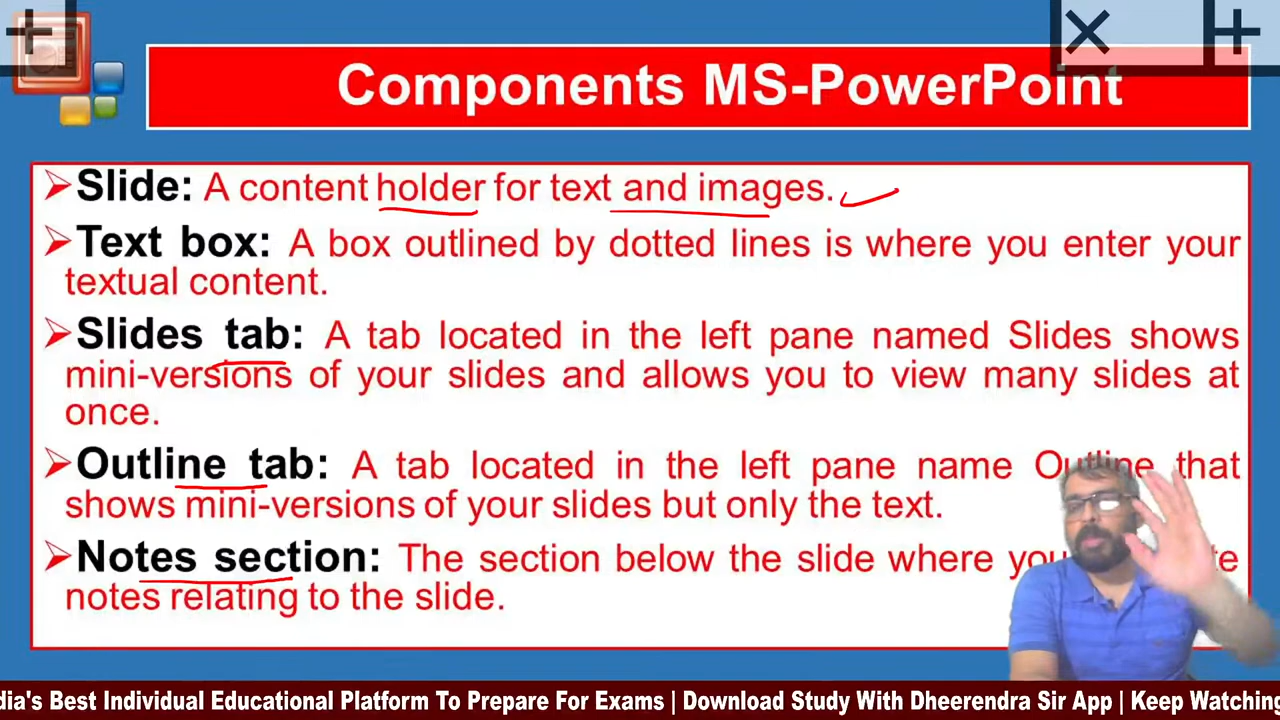 Components MS-PowerPoint
➢Slide: A content holder for text and images.
➢Text box: A box outlined by dotted lines is where you enter your
textual content.
➢Slides tab: A tab located in the left pane named Slides shows
mini-versions of your slides and allows you to view many slides at
once.
➢Outline tab: A tab located in the left pane name Outline that
shows mini-versions of your slides but only the text.
➢Notes section: The section below the slide where
notes relating to the slide.
dia's Best Individual Educational Platform To Prepare For Exams | Download Study With Dheerendra Sir App | Keep Watching